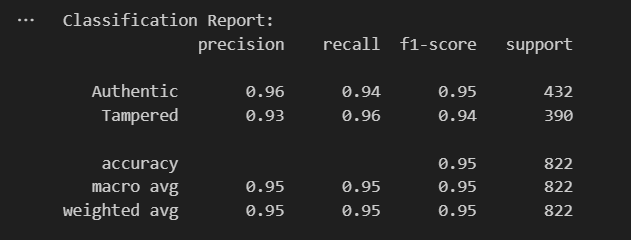 ... Classification Report:
precision recall f1-score support
Authentic 0.96 0.94 0.95 432
Tampered 0.93 0.96 0.94 390
accuracy 0.95 822
macro avg 0.95 0.95 0.95 822
weighted avg 0.95 0.95 0.95 822